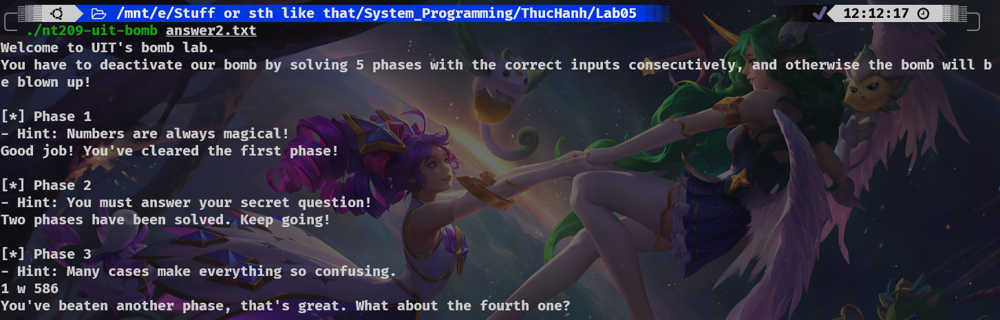 /mnt/e/Stuff or sth like that/System_Programming/ThucHanh/Lab05
12:12:17
./nt209-uit-bomb answer2.txt
Welcome to UIT's bomb lab.
You have to deactivate our bomb by solving 5 phases with the correct inputs consecutively, and otherwise the bomb will b
e blown up!
[*] Phase 1
- Hint: Numbers are always magical!
Good job! You've cleared the first phase!
[*] Phase 2
- Hint: You must answer your secret question!
Two phases have been solved. Keep going!
[*] Phase 3
- Hint: Many cases make everything so confusing.
1 w 586
You've beaten another phase, that's great. What about the fourth one?